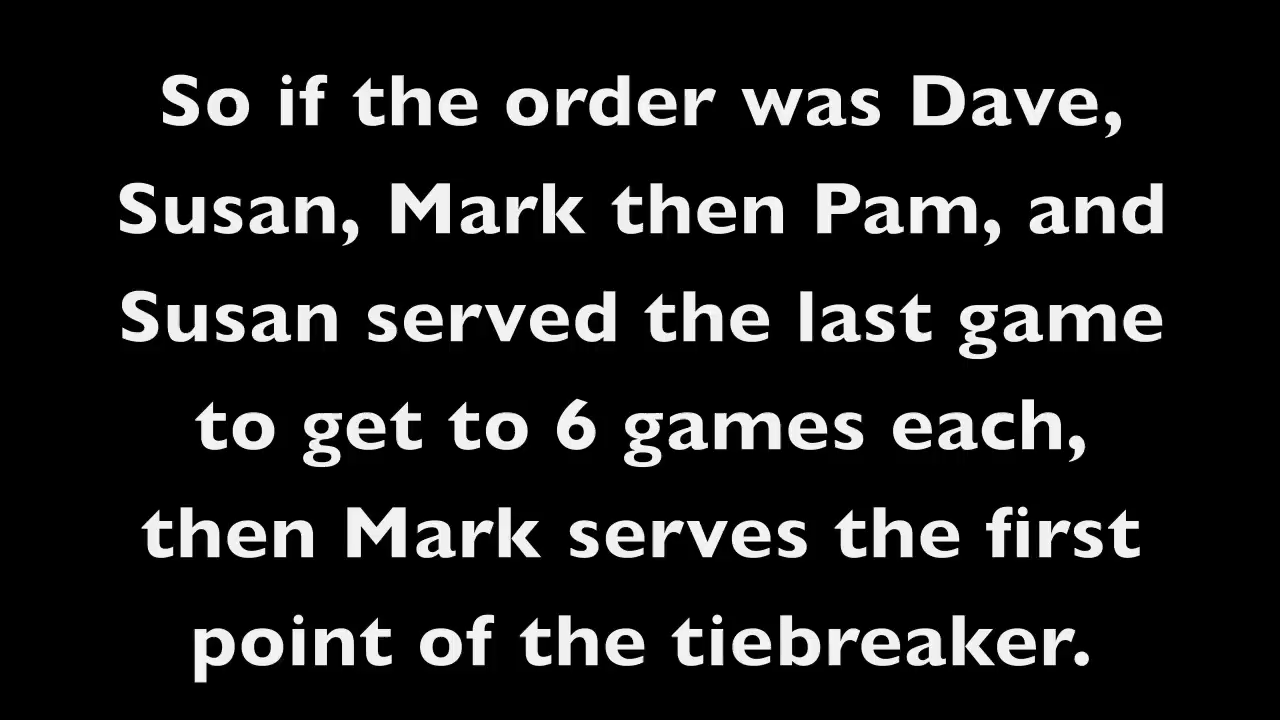 So if the order was Dave,
Susan, Mark then Pam, and
Susan served the last game
to get to 6 games each,
then Mark serves the first
point of the tiebreaker.